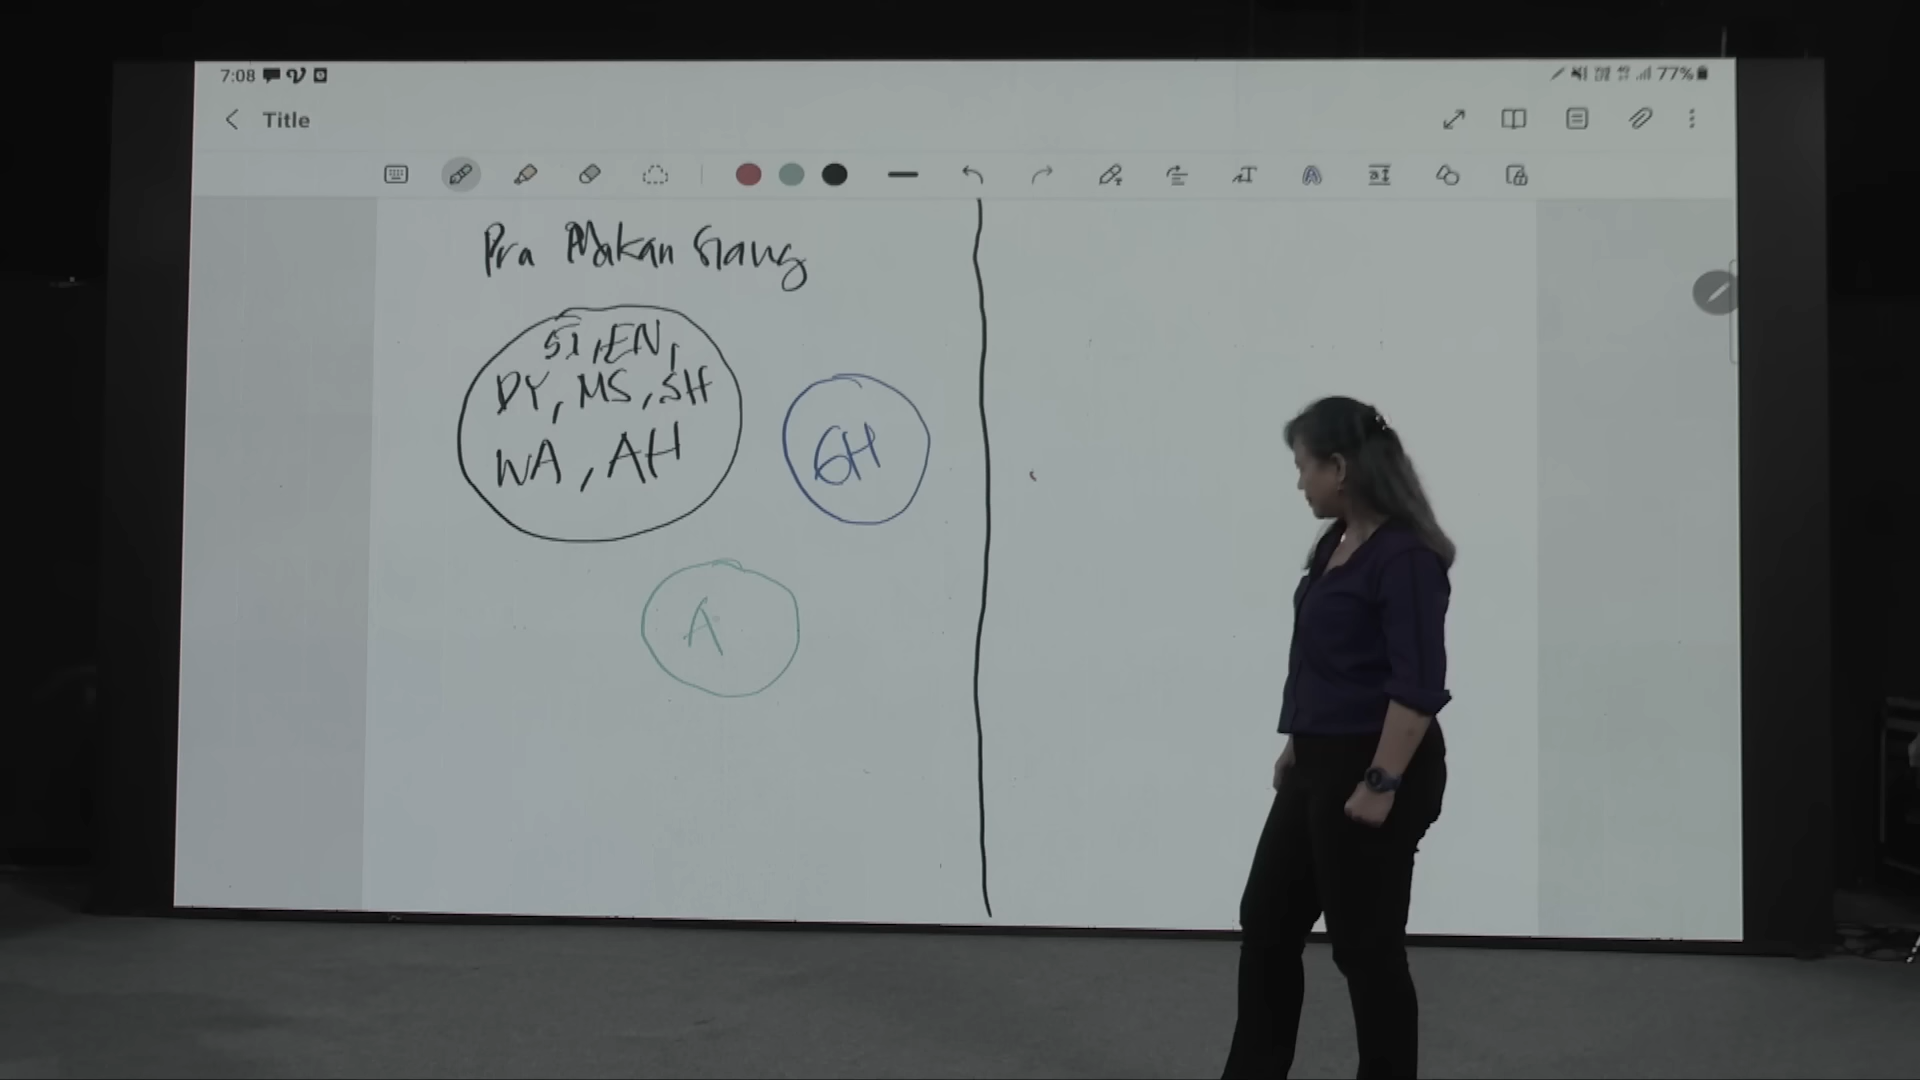 7:08
77%
Title
Pra Makan Siang
SI, EN,
DY, MS, SH
WA, AH
GH
A